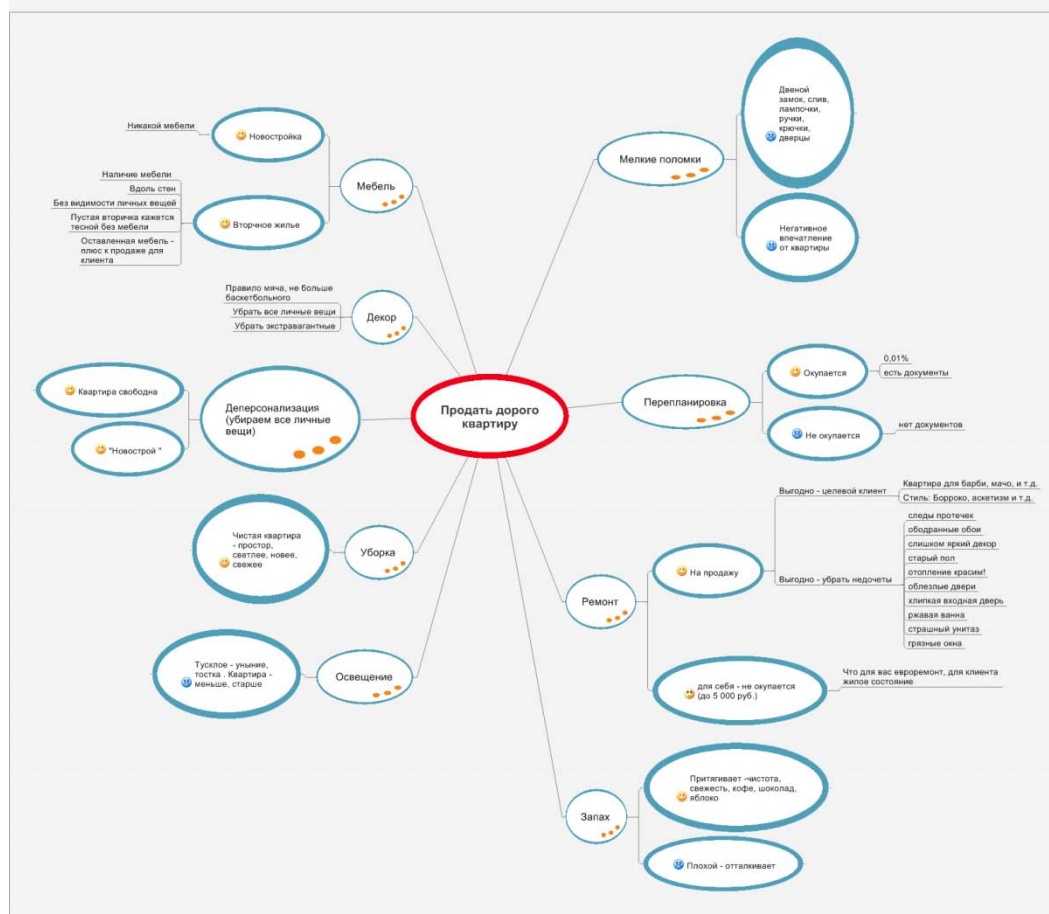 Продать дорого
квартиру
Мебель
Новостройка
Никакой мебели
Вторчное жилье
Наличие мебели
Вдоль стен
Без видимости личных вещей
Пустая вторичка кажется
тесной без мебели
Оставленная мебель -
плюс к продаже для
клиента
Декор
Правило мяча, не больше
баскетбольного
Убрать все личные вещи
Убрать экстравагантные
Деперсонализация
(убираем все личные
вещи)
Квартира свободна
"Новострой "
Уборка
Чистая квартира
- простор,
светлее, новее,
свежее
Освещение
Тусклое - уныние,
тостка . Квартира -
меньше, старше
Мелкие поломки
Двеной
замок, слив,
лампочки,
ручки,
крючки,
дверцы
Негативное
впечатление
от квартиры
Перепланировка
Окупается
0,01%
есть документы
Не окупается
нет документов
Ремонт
На продажу
Выгодно - целевой клиент
Квартира для барби, мачо, и т.д.
Стиль: Борроко, аскетизм и т.д.
Выгодно - убрать недочеты
следы протечек
ободранные обои
слишком яркий декор
старый пол
отопление красим!
облезлые двери
хлипкая входная дверь
ржавая ванна
страшный унитаз
грязные окна
для себя - не окупается
(до 5 000 руб.)
Что для вас евроремонт, для клиента
жилое состояние
Запах
Притягивает -чистота,
свежесть, кофе, шоколад,
яблоко
Плохой - отталкивает